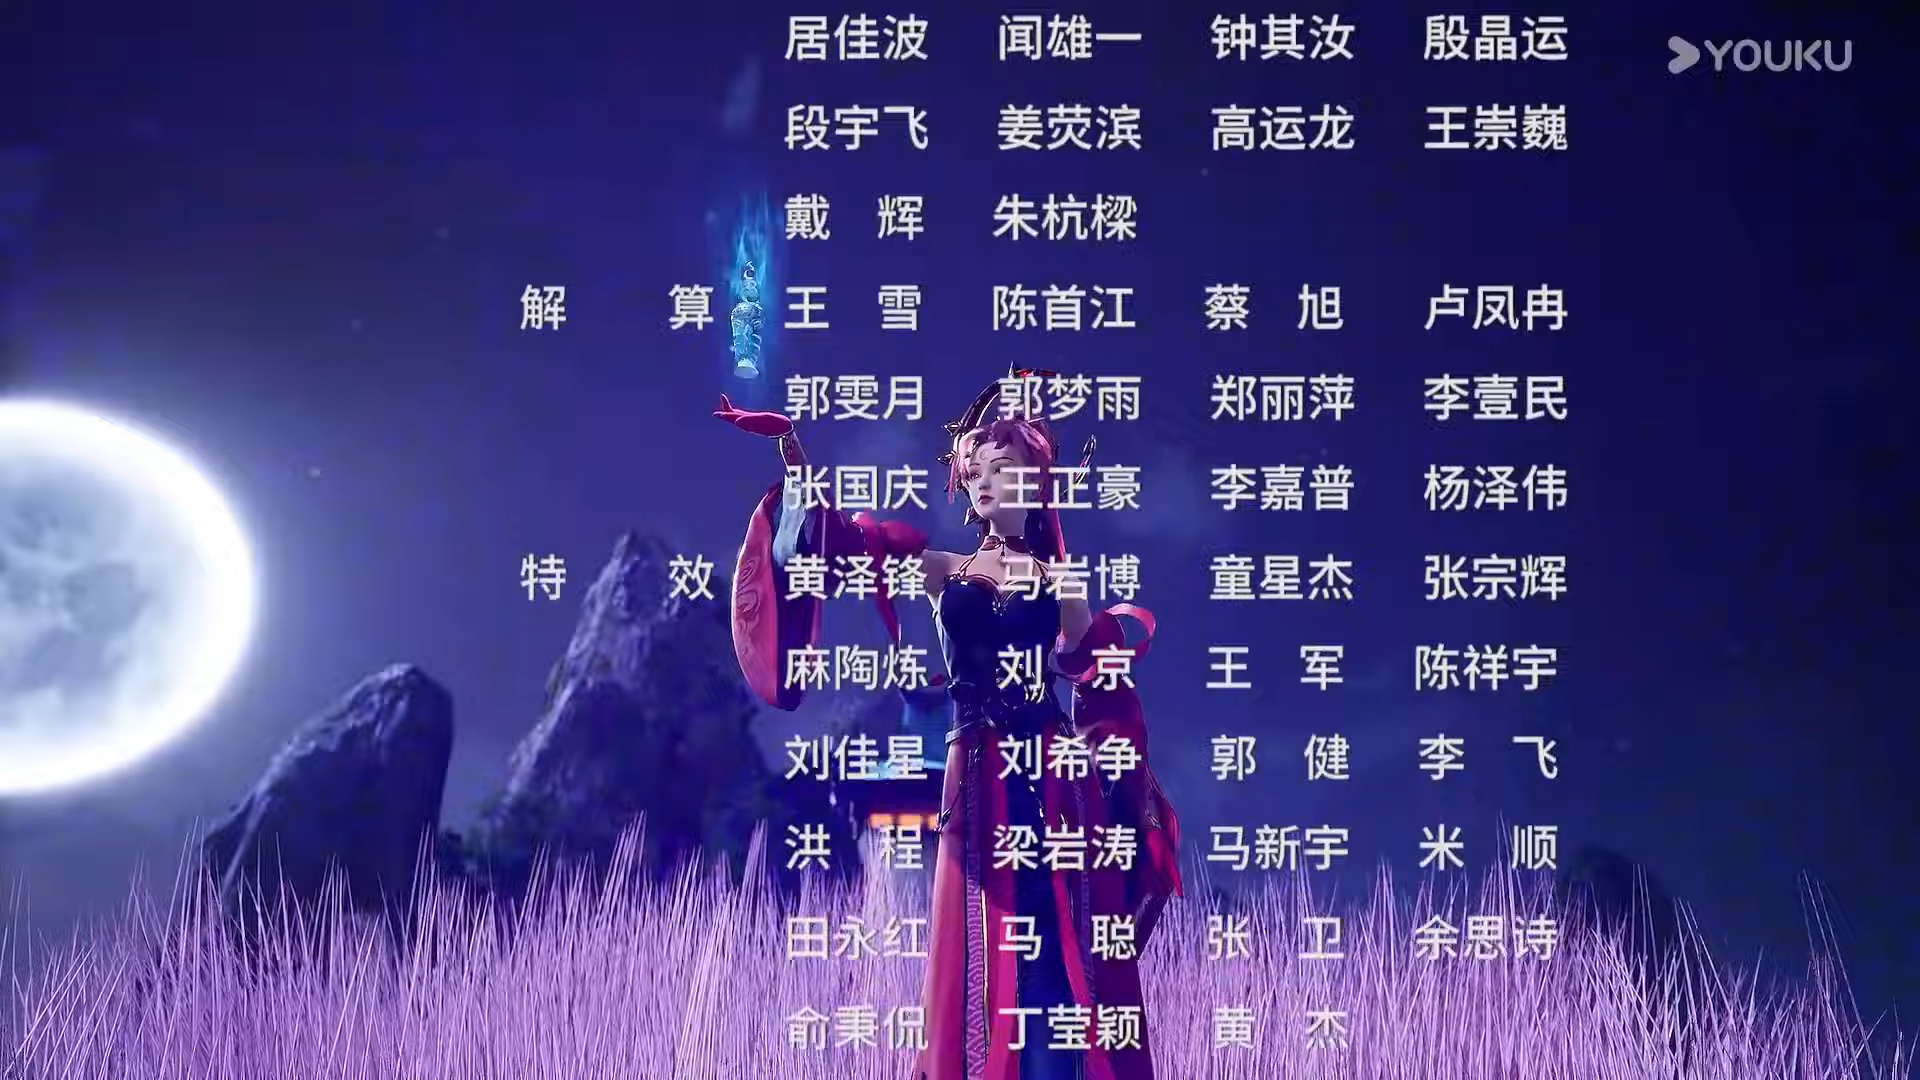 居佳波 闻雄一 钟其汝 殷晶运
YOUKU
段宇飞 姜荧滨 高运龙 王崇巍
戴 辉 朱杭樑
解 算 王 雪 陈首江 蔡 旭 卢凤冉
郭雯月 郭梦雨 郑丽萍 李壹民
张国庆 王正豪 李嘉普 杨泽伟
特 效 黄泽锋 马岩博 童星杰 张宗辉
麻陶炼 刘 京 王 军 陈祥宇
刘佳星 刘希争 郭 健 李 飞
洪 程 梁岩涛 马新宇 米 顺
田永红 马 聪 张 卫 余思诗
俞秉侃 丁莹颖 黄 杰